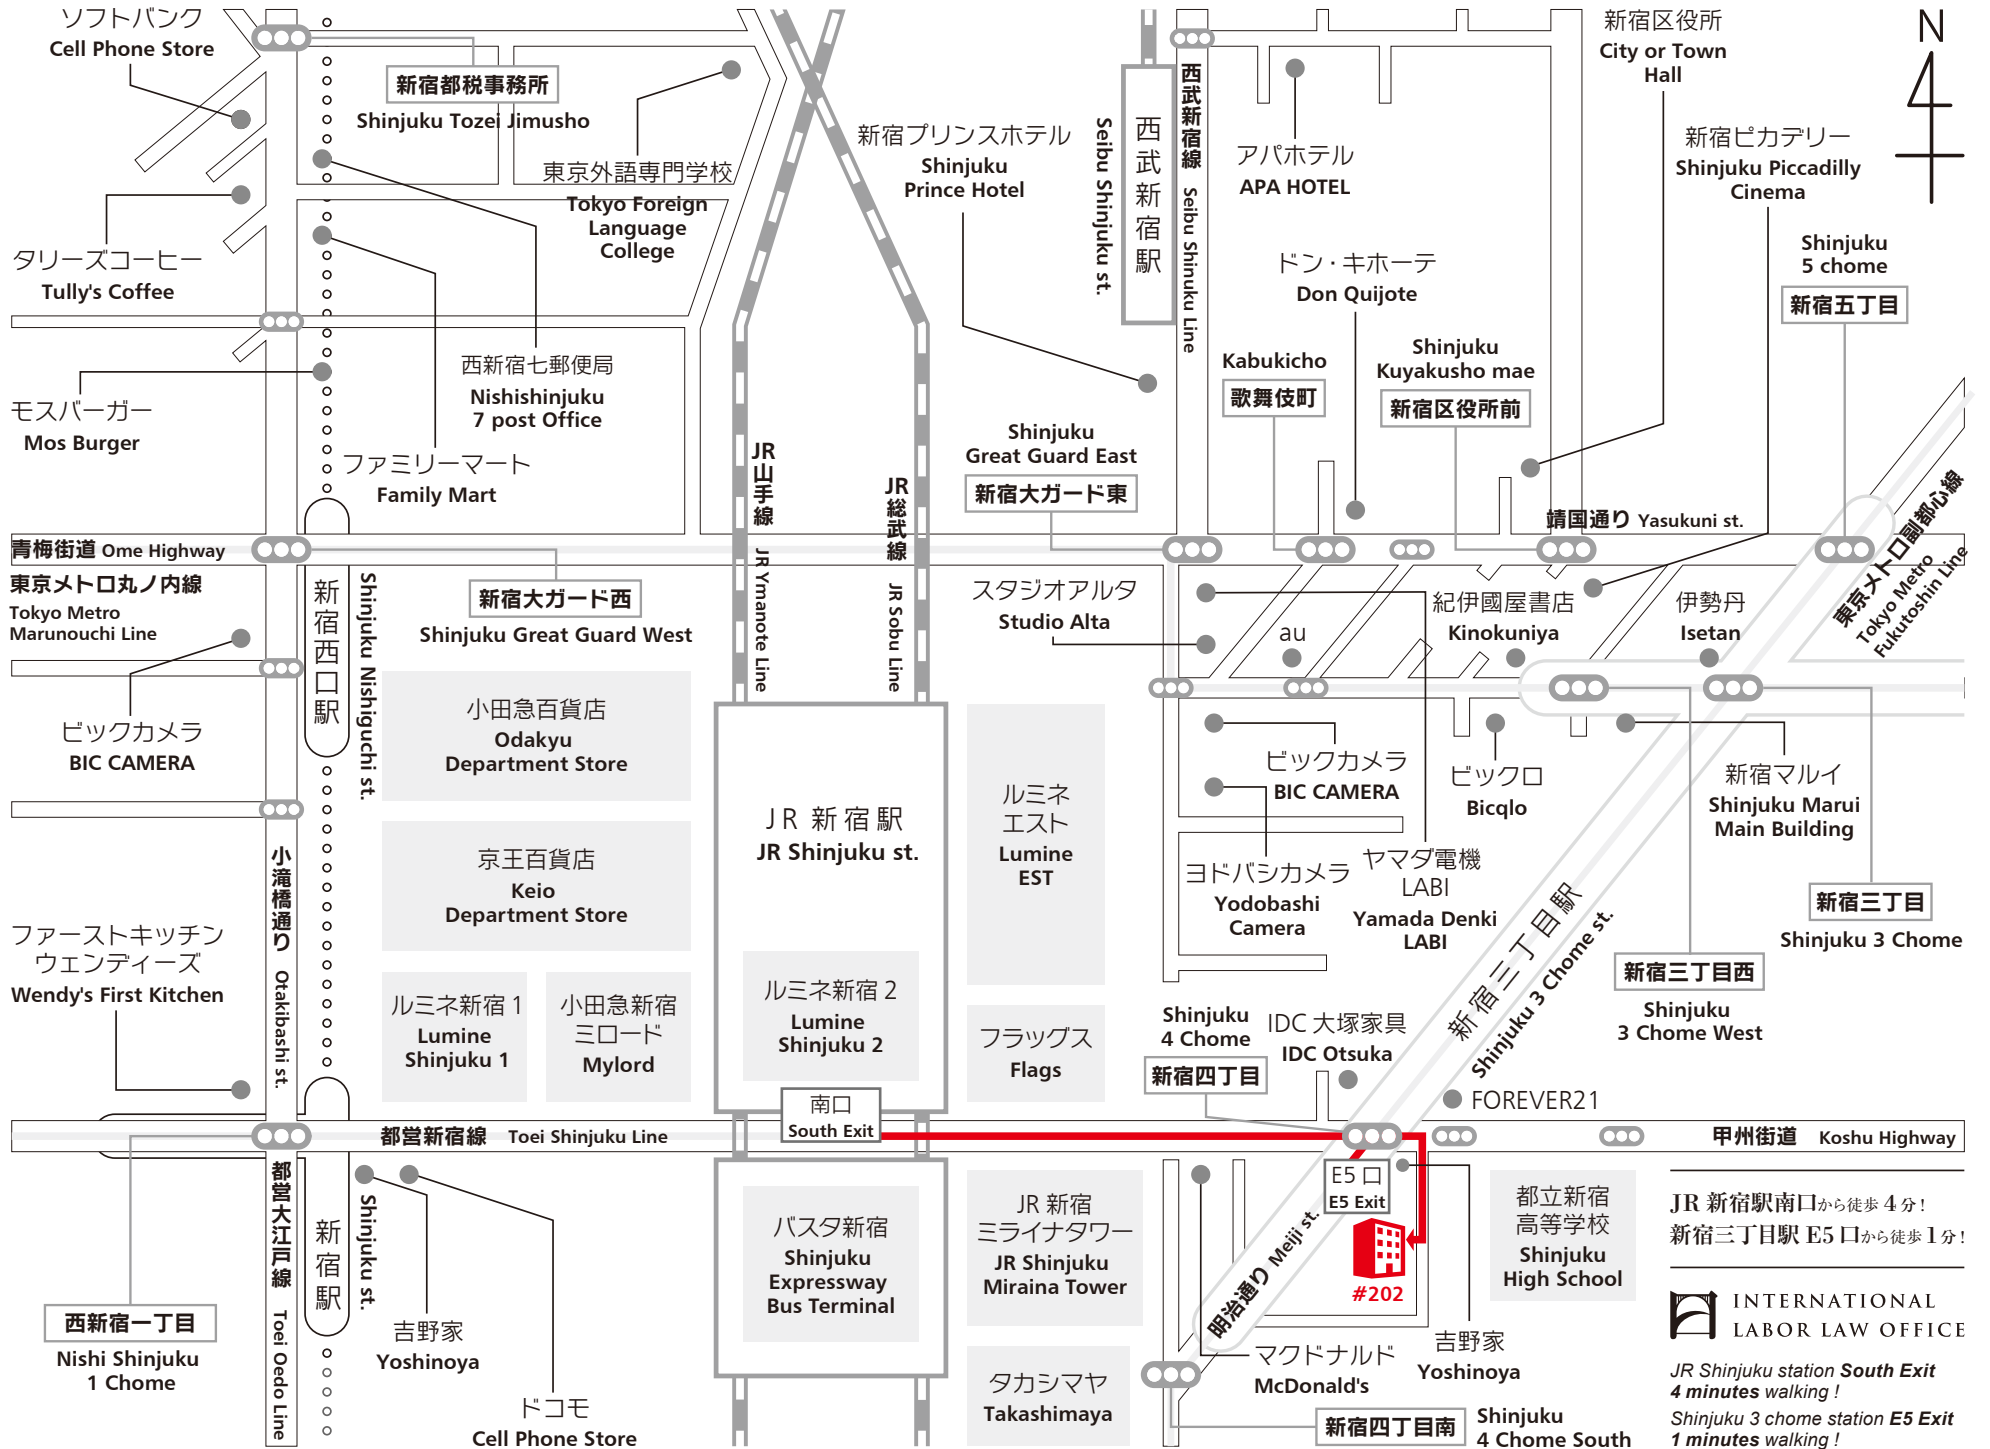 ソフトバンク
Cell Phone Store
新宿都税事務所
Shinjuku Tozei Jimusho
東京外語専門学校
Tokyo Foreign
Language
College
タリーズコーヒー
Tully's Coffee
モスバーガー
Mos Burger
西新宿七郵便局
Nishishinjuku
7 post Office
ファミリーマート
Family Mart
新宿プリンスホテル
Shinjuku
Prince Hotel
Seibu Shinjuku st.
西武新宿駅
西武新宿線 Seibu Shinuku Line
アパホテル
APA HOTEL
新宿区役所
City or Town
Hall
新宿ピカデリー
Shinjuku Piccadilly
Cinema
N
Shinjuku
5 chome
新宿五丁目
ドン・キホーテ
Don Quijote
Kabukicho
歌舞伎町
Shinjuku
Kuyakusho mae
新宿区役所前
Shinjuku
Great Guard East
新宿大ガード東
JR山手線 JR Ymanote Line
JR総武線 JR Sobu Line
靖国通り Yasukuni st.
東京メトロ副都心線
Tokyo Metro
Fukutoshin Line
青梅街道 Ome Highway
東京メトロ丸ノ内線
Tokyo Metro
Marunouchi Line
新宿西口駅
Shinjuku Nishiguchi st.
新宿大ガード西
Shinjuku Great Guard West
スタジオアルタ
Studio Alta
au
紀伊國屋書店
Kinokuniya
伊勢丹
Isetan
ビックカメラ
BIC CAMERA
小田急百貨店
Odakyu
Department Store
京王百貨店
Keio
Department Store
JR 新宿駅
JR Shinjuku st.
ルミネ
エスト
Lumine
EST
ビックカメラ
BIC CAMERA
ビックロ
Bicqlo
新宿マルイ
Shinjuku Marui
Main Building
ヨドバシカメラ
Yodobashi
Camera
ヤマダ電機
LABI
Yamada Denki
LABI
新宿三丁目
Shinjuku 3 Chome
新宿三丁目西
Shinjuku
3 Chome West
新宿三丁目駅
Shinjuku 3 Chome st.
小滝橋通り Otakibashi st.
ファーストキッチン
ウェンディーズ
Wendy's First Kitchen
ルミネ新宿 1
Lumine
Shinjuku 1
小田急新宿
ミロード
Mylord
ルミネ新宿 2
Lumine
Shinjuku 2
フラッグス
Flags
Shinjuku
4 Chome
新宿四丁目
IDC 大塚家具
IDC Otsuka
FOREVER21
南口
South Exit
都営新宿線 Toei Shinjuku Line
甲州街道 Koshu Highway
都営大江戸線 Toei Oedo Line
新宿駅
Shinjuku st.
西新宿一丁目
Nishi Shinjuku
1 Chome
吉野家
Yoshinoya
ドコモ
Cell Phone Store
バスタ新宿
Shinjuku
Expressway
Bus Terminal
JR 新宿
ミライナタワー
JR Shinjuku
Miraina Tower
タカシマヤ
Takashimaya
E5 口
E5 Exit
#202
明治通り Meiji st.
マクドナルド
McDonald's
吉野家
Yoshinoya
新宿四丁目南
Shinjuku
4 Chome South
都立新宿
高等学校
Shinjuku
High School
JR 新宿駅南口から徒歩 4 分!
新宿三丁目駅 E5 口から徒歩 1 分!
INTERNATIONAL
LABOR LAW OFFICE
JR Shinjuku station South Exit
4 minutes walking !
Shinjuku 3 chome station E5 Exit
1 minutes walking !